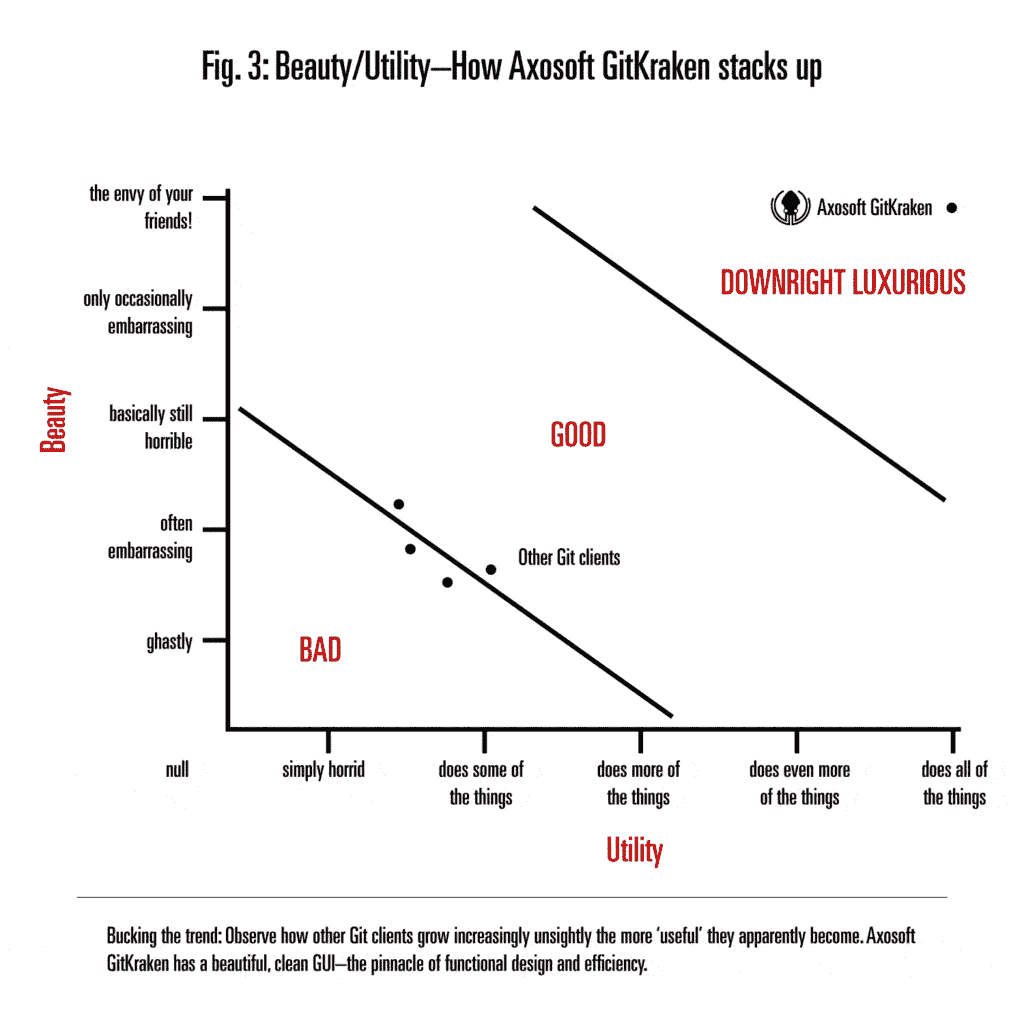 Fig. 3: Beauty/Utility—How Axosoft GitKraken stacks up
the envy of your
friends!
Axosoft GitKraken
DOWNRIGHT LUXURIOUS
only occasionally
embarrassing
Beauty
basically still
horrible
GOOD
often
embarrassing
Other Git clients
ghastly
BAD
null
simply horrid
does some of
the things
does more of
the things
does even more
of the things
does all of
the things
Utility
Bucking the trend: Observe how other Git clients grow increasingly unsightly the more ‘useful’ they apparently become. Axosoft
GitKraken has a beautiful, clean GUI—the pinnacle of functional design and efficiency.